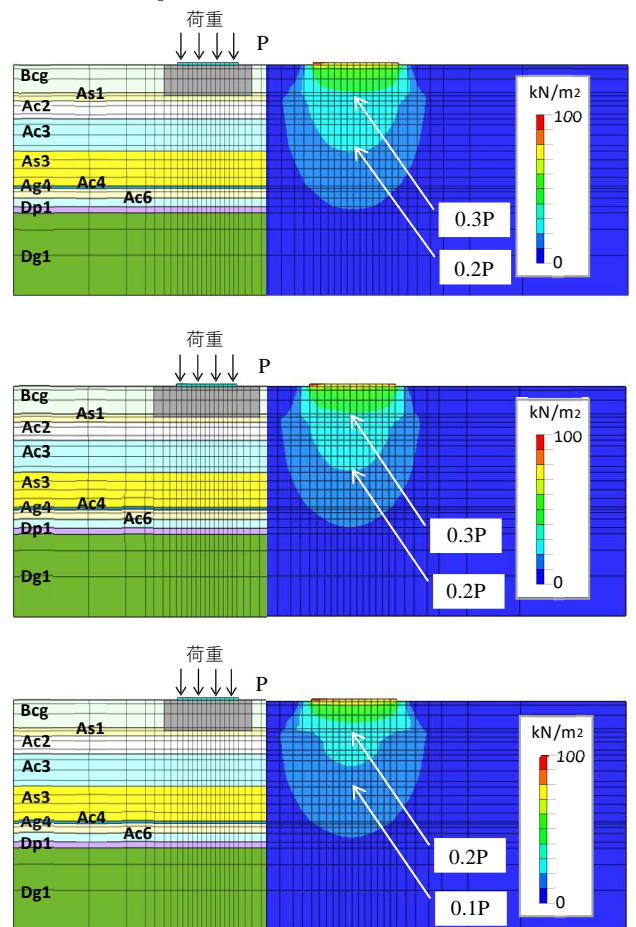 荷重
P
Bcg
As1
Ac2
Ac3
As3
Ac4
Ag4
Ac6
Dp1
Dg1
kN/m2
100
0
0.3P
0.2P
荷重
P
Bcg
As1
Ac2
Ac3
As3
Ac4
Ag4
Ac6
Dp1
Dg1
kN/m2
100
0
0.3P
0.2P
荷重
P
Bcg
As1
Ac2
Ac3
As3
Ac4
Ag4
Ac6
Dp1
Dg1
kN/m2
100
0
0.2P
0.1P